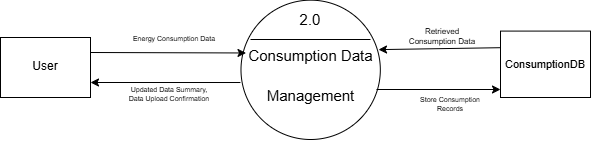 2.0
Energy Consumption Data
Retrieved
Consumption Data
User
Consumption Data
ConsumptionDB
Updated Data Summary,
Data Upload Confirmation
Management
Store Consumption
Records